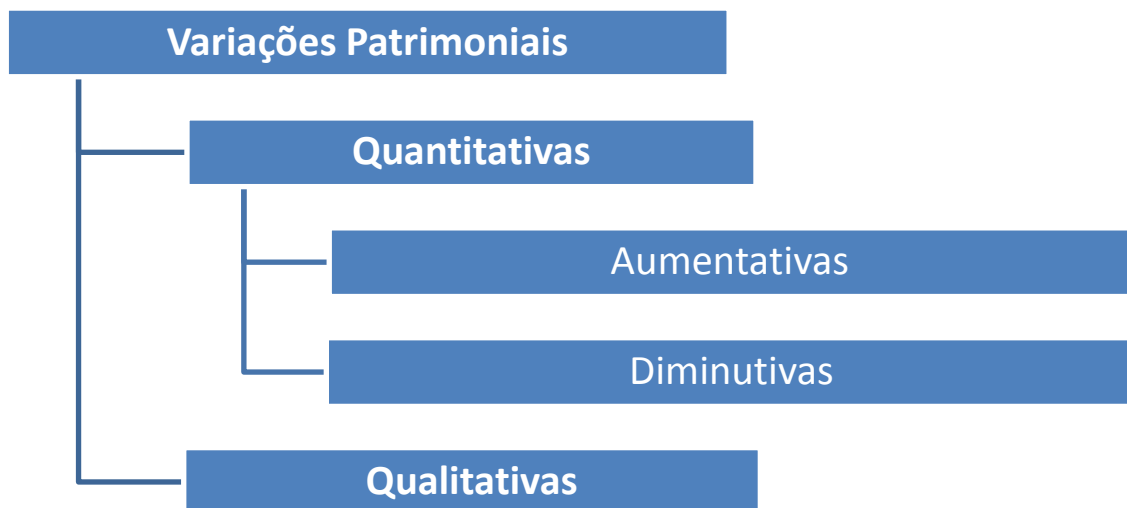 Variações Patrimoniais
Quantitativas
Aumentativas
Diminutivas
Qualitativas